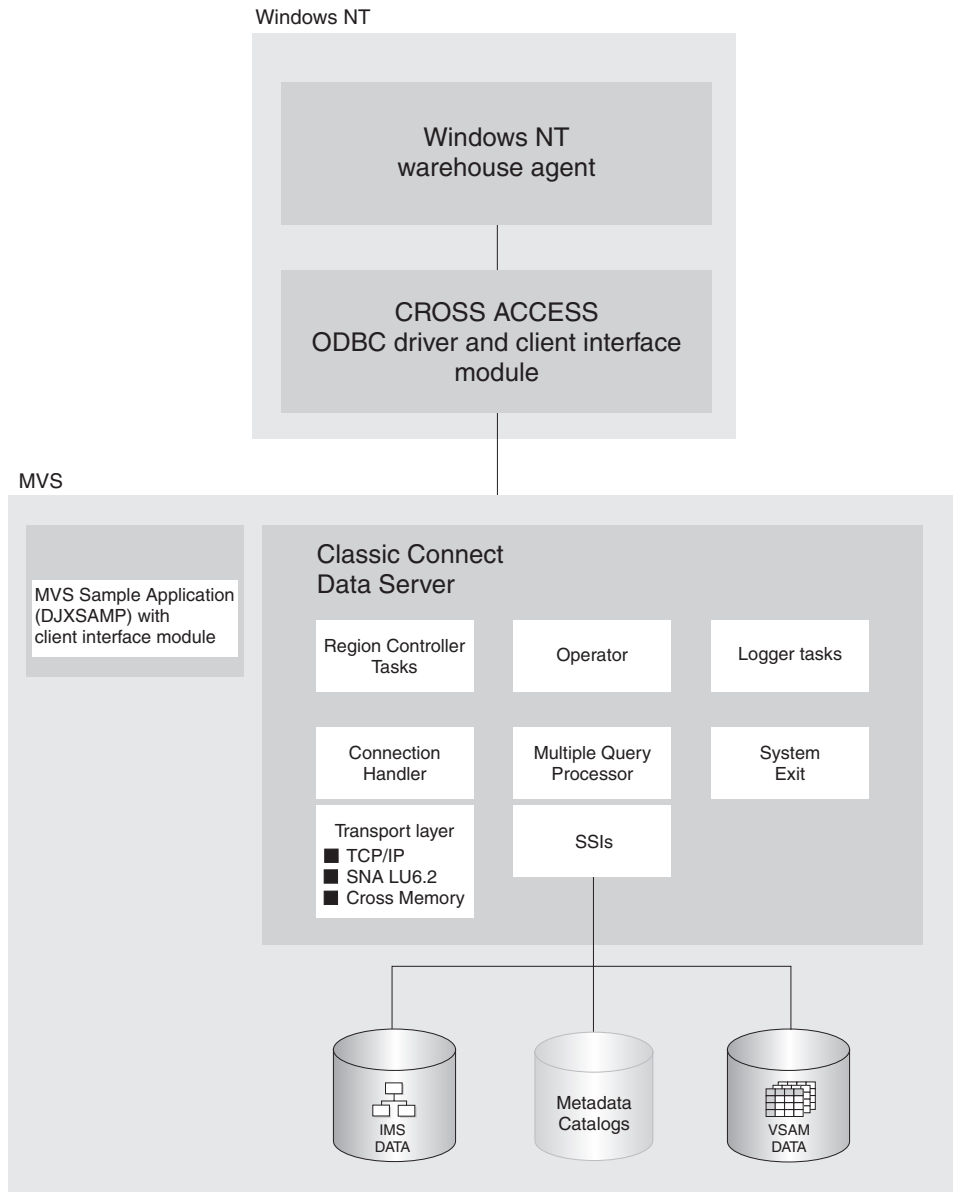 Windows NT
Windows NT
warehouse agent
CROSS ACCESS
ODBC driver and client interface
module
MVS
MVS Sample Application
(DJXSAMP) with
client interface module
Classic Connect
Data Server
Region Controller
Tasks
Operator
Logger tasks
Connection
Handler
Multiple Query
Processor
System
Exit
Transport layer
■ TCP/IP
■ SNA LU6.2
■ Cross Memory
SSIs
IMS
DATA
Metadata
Catalogs
VSAM
DATA